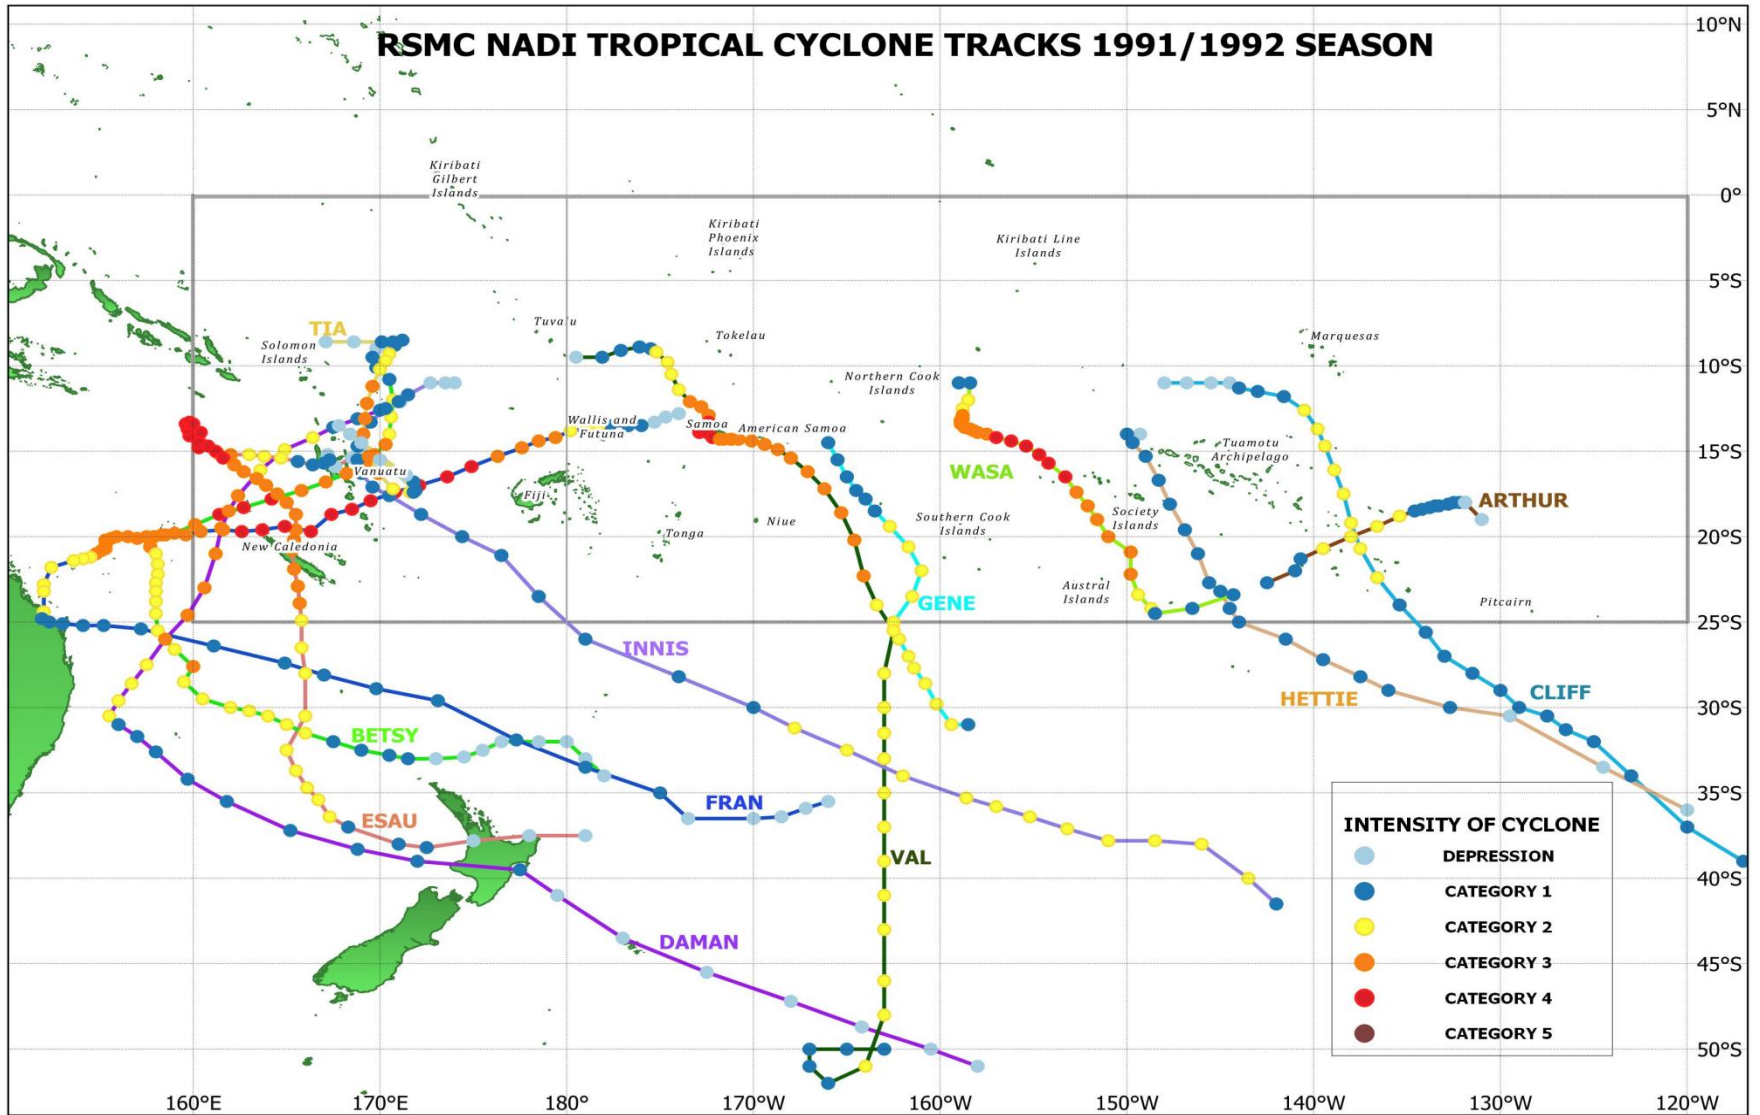 RSMC NADI TROPICAL CYCLONE TRACKS 1991/1992 SEASON
10°N
5°N
0°
5°S
10°S
15°S
20°S
25°S
30°S
35°S
40°S
45°S
50°S
Kiribati
Gilbert
Islands
Kiribati
Phoenix
Islands
Kiribati Line
Islands
TIA
Solomon
Islands
Tuvalu
Tokelau
Marquesas
Northern Cook
Islands
Wallis and
Futuna
Samoa
American Samoa
Tuamotu
Archipelago
Vanuatu
WASA
Fiji
ARTHUR
Society
Islands
Southern Cook
Islands
Niue
Tonga
New Caledonia
Austral
Islands
GENE
Pitcairn
INNIS
HETTIE
CLIFF
BETSY
FRAN
ESAU
VAL
DAMAN
INTENSITY OF CYCLONE
DEPRESSION
CATEGORY 1
CATEGORY 2
CATEGORY 3
CATEGORY 4
CATEGORY 5
160°E
170°E
180°
170°W
160°W
150°W
140°W
130°W
120°W